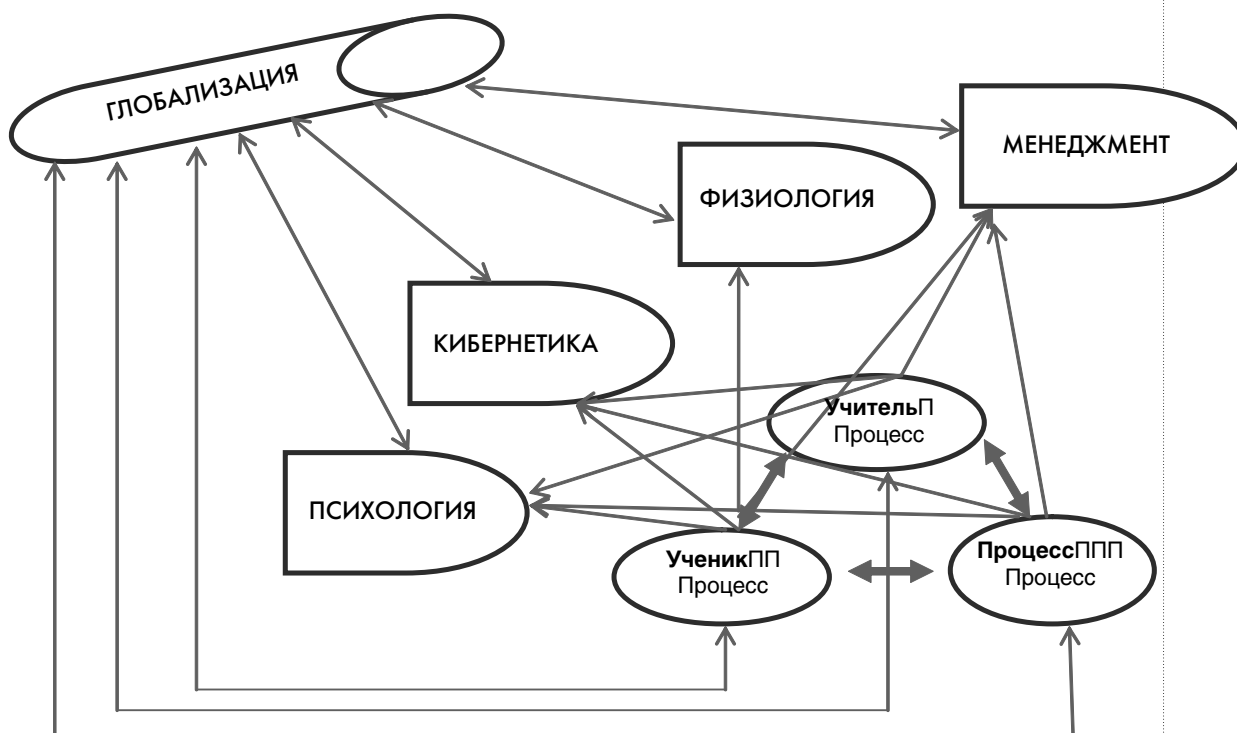 ГЛОБАЛИЗАЦИЯ
МЕНЕДЖМЕНТ
ФИЗИОЛОГИЯ
КИБЕРНЕТИКА
УчительП
Процесс
ПСИХОЛОГИЯ
УченикПП
Процесс
ПроцессППП
Процесс